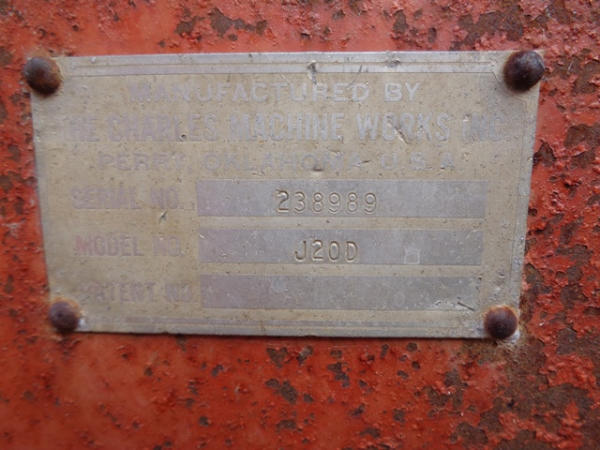 MANUFACTURED BY
THE CHARLES MACHINE WORKS INC.
PERRY, OKLAHOMA U.S.A.
SERIAL NO. 238989
MODEL NO. J20D
PATENT NO.